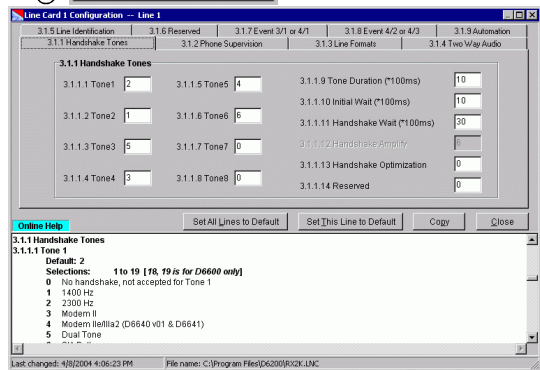 Line Card 1 Configuration -- Line 1
3.1.5 Line Identification 3.1.6 Reserved 3.1.7 Event 3/1 or 4/1 3.1.8 Event 4/2 or 4/3 3.1.9 Automation
3.1.1 Handshake Tones 3.1.2 Phone Supervision 3.1.3 Line Formats 3.1.4 Two Way Audio
3.1.1 Handshake Tones
3.1.1.1 Tone1 2 3.1.1.5 Tone5 4 3.1.1.9 Tone Duration (*100ms) 10
3.1.1.10 Initial Wait (*100ms) 10
3.1.1.2 Tone2 1 3.1.1.6 Tone6 6 3.1.1.11 Handshake Wait (*100ms) 30
3.1.1.3 Tone3 5 3.1.1.7 Tone7 0 3.1.1.12 Handshake Amplify 6
3.1.1.13 Handshake Optimization 0
3.1.1.4 Tone4 3 3.1.1.8 Tone8 0 3.1.1.14 Reserved 0
Online Help Set All Lines to Default Set This Line to Default Copy Close
3.1.1 Handshake Tones
3.1.1.1 Tone 1
Default: 2
Selections: 1 to 19 [18, 19 is for D6600 only]
0 No handshake, not accepted for Tone 1
1 1400 Hz
2 2300 Hz
3 Modem II
4 Modem IIe/IIIa2 (D6640 v01 & D6641)
5 Dual Tone
Last changed: 4/8/2004 4:06:23 PM File name: C:\Program Files\D6200\RX2K.LNC